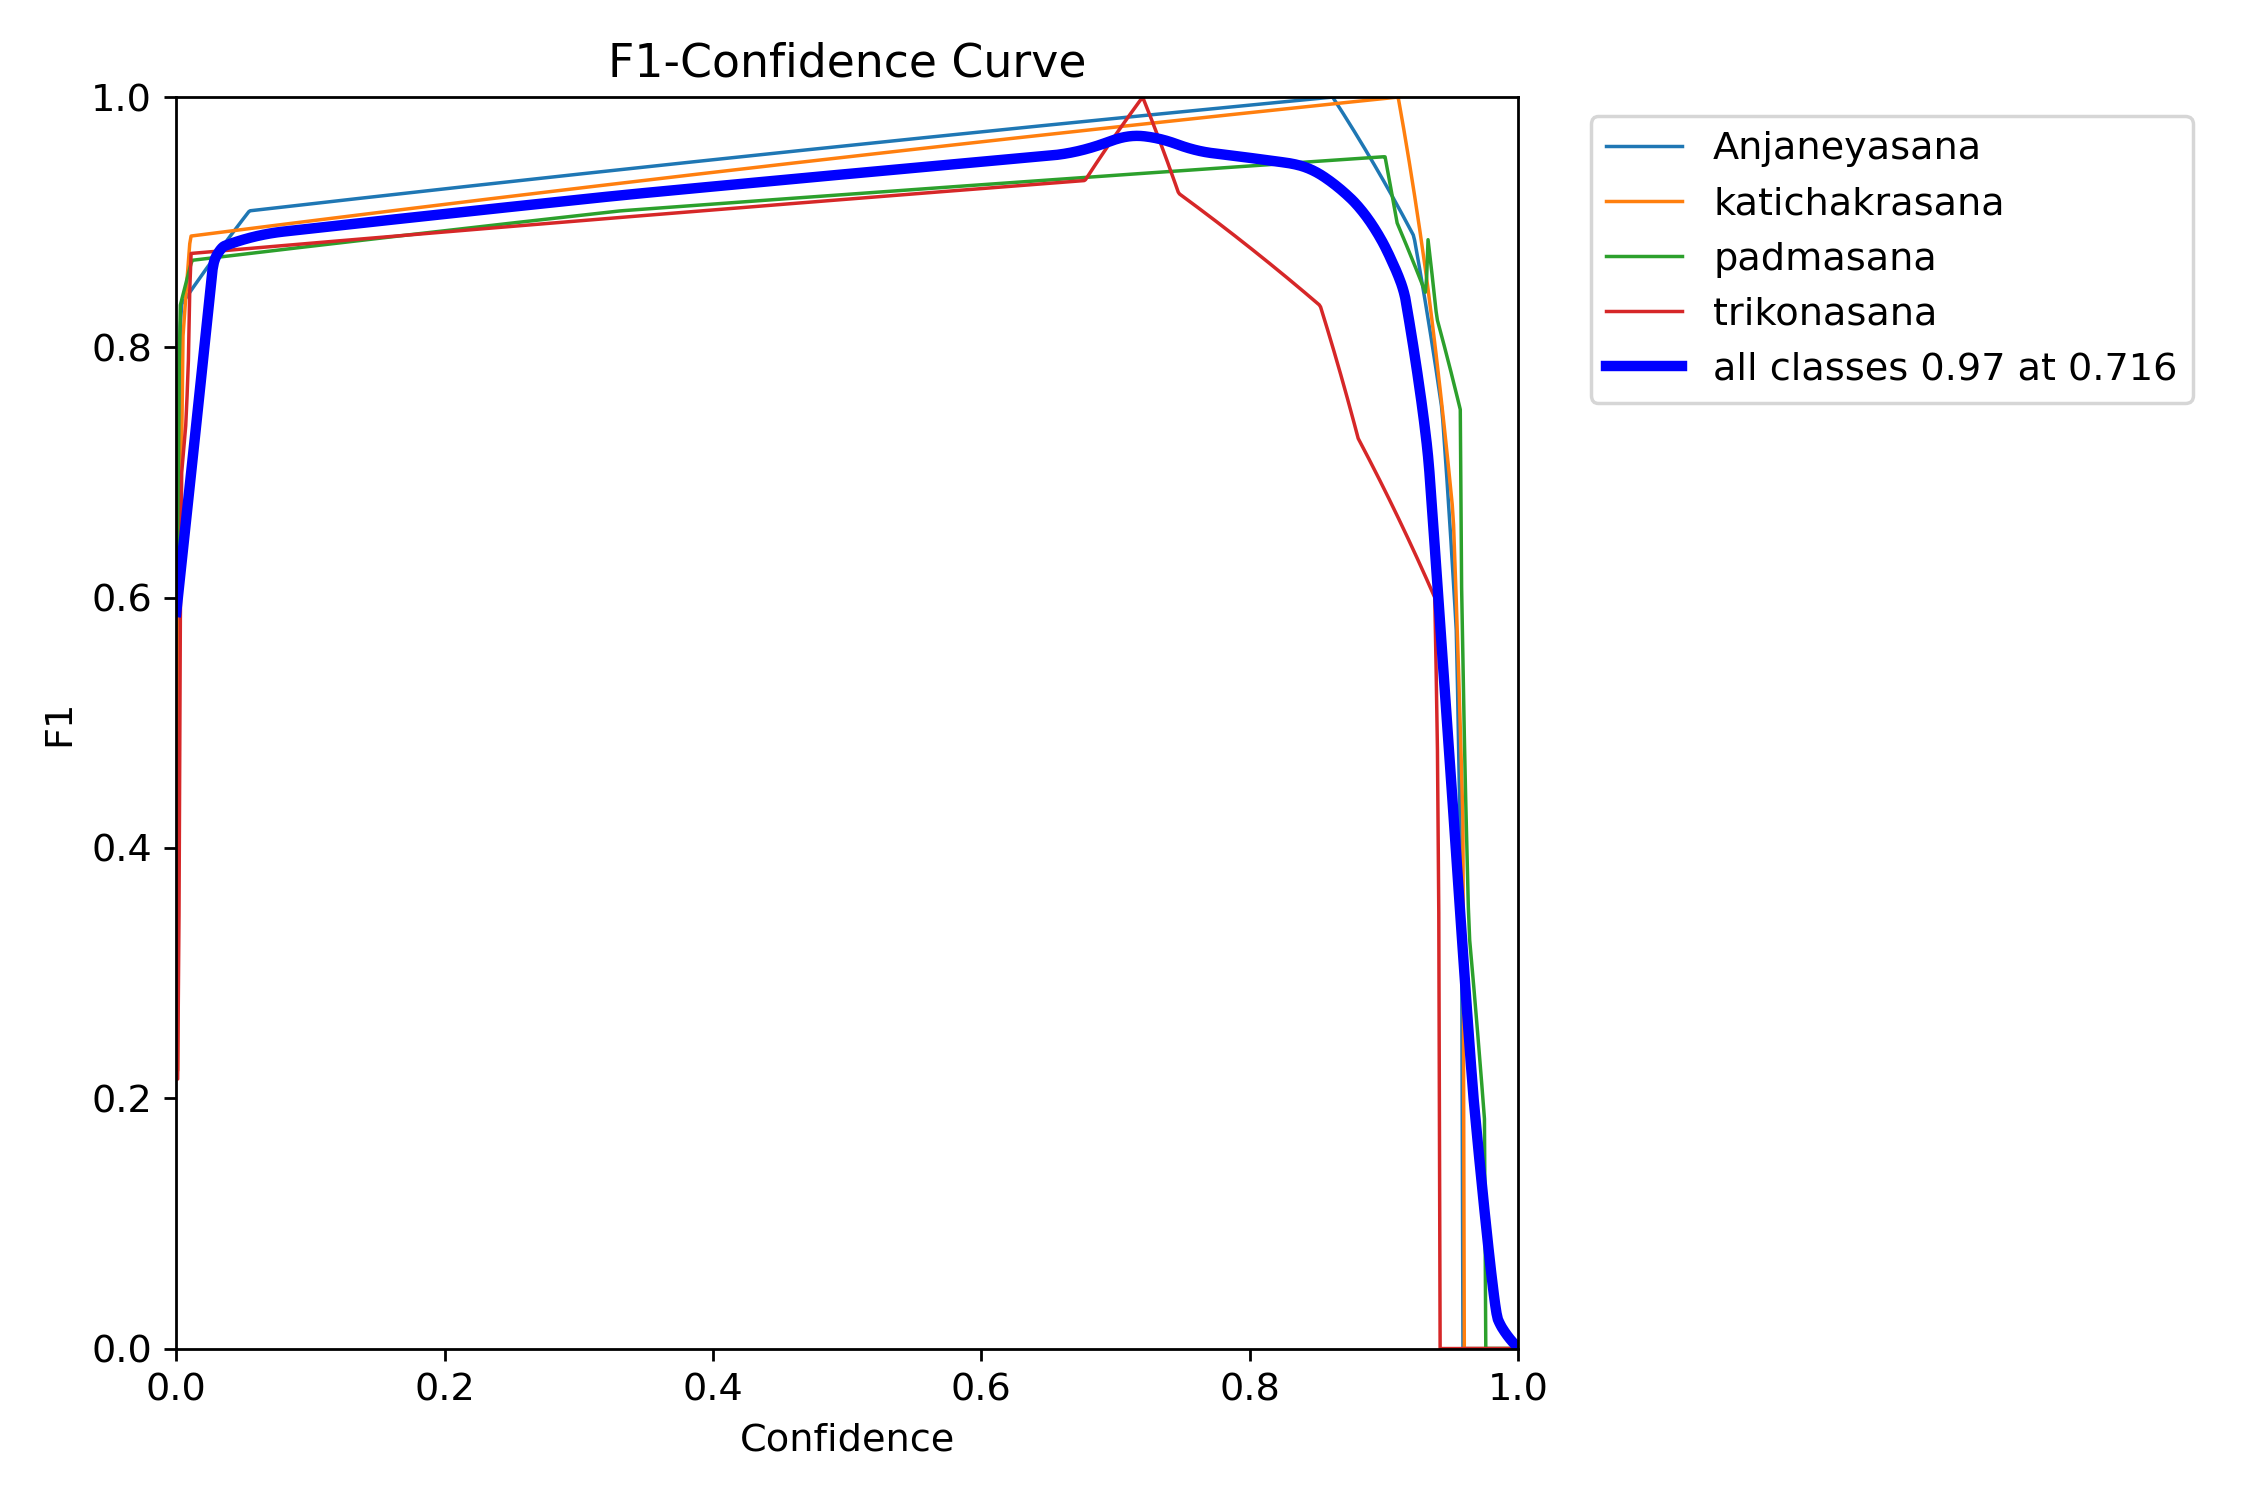 F1-Confidence Curve
1.0
0.8
0.6
0.4
0.2
0.0
F1
0.0 0.2 0.4 0.6 0.8 1.0
Confidence
Anjaneyasana
katichakrasana
padmasana
trikonasana
all classes 0.97 at 0.716